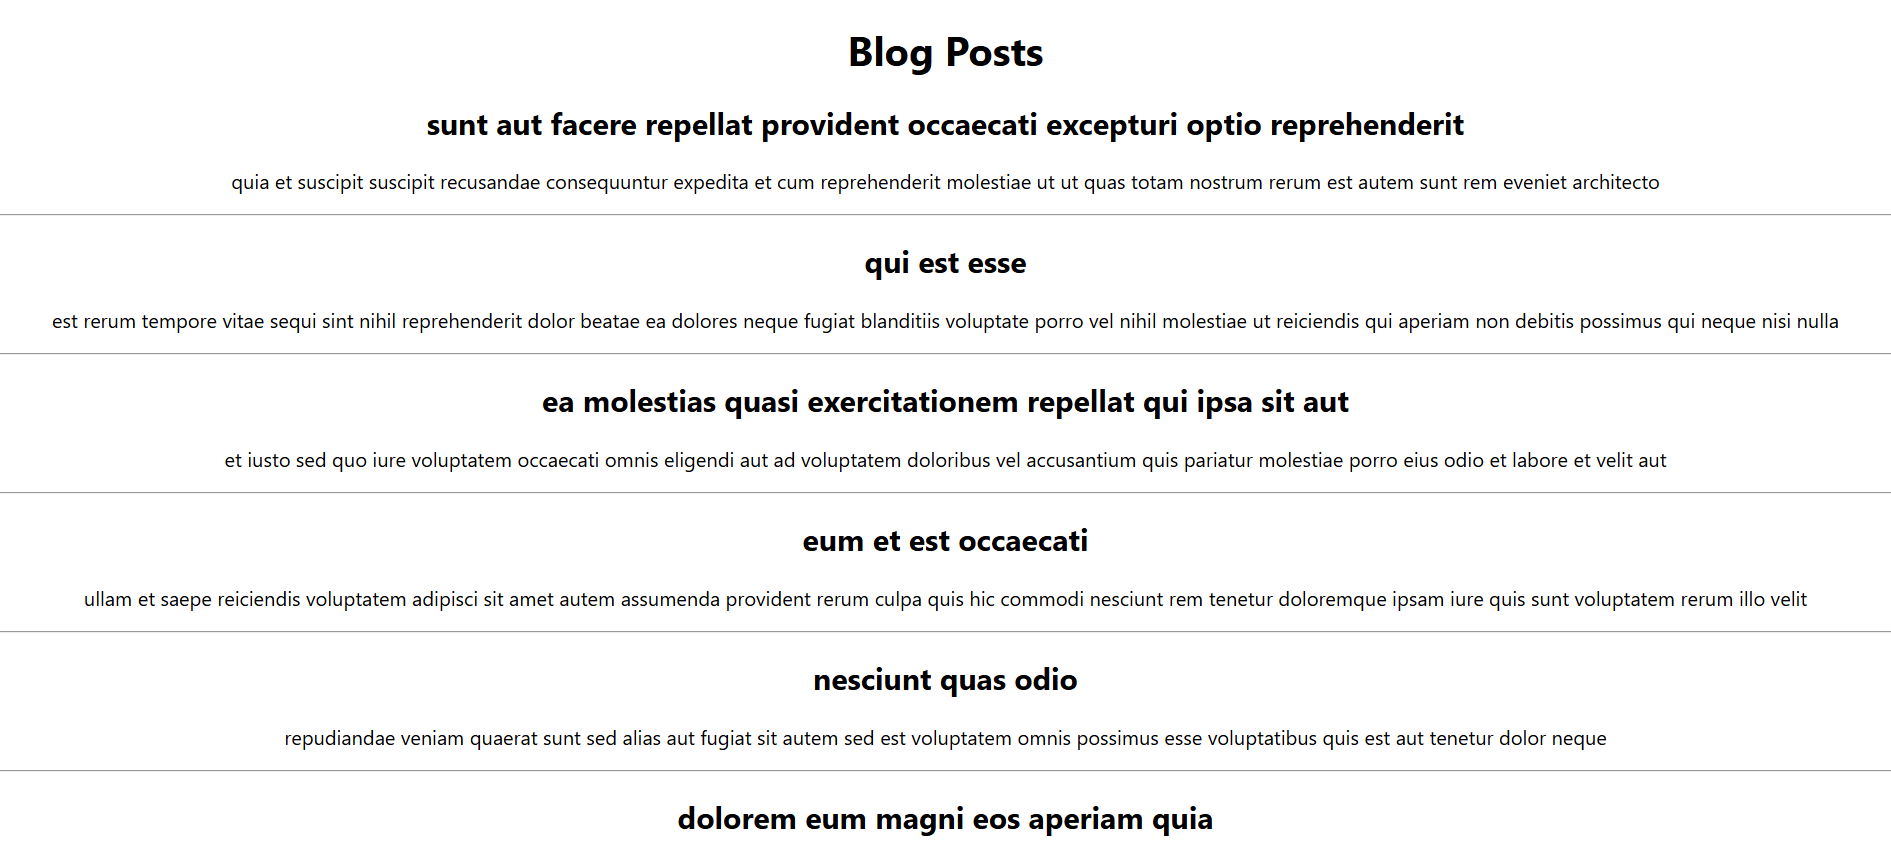 Blog Posts
sunt aut facere repellat provident occaecati excepturi optio reprehenderit
quia et suscipit suscipit recusandae consequuntur expedita et cum reprehenderit molestiae ut ut quas totam nostrum rerum est autem sunt rem eveniet architecto
qui est esse
est rerum tempore vitae sequi sint nihil reprehenderit dolor beatae ea dolores neque fugiat blanditiis voluptate porro vel nihil molestiae ut reiciendis qui aperiam non debitis possimus qui neque nisi nulla
ea molestias quasi exercitationem repellat qui ipsa sit aut
et iusto sed quo iure voluptatem occaecati omnis eligendi aut ad voluptatem doloribus vel accusantium quis pariatur molestiae porro eius odio et labore et velit aut
eum et est occaecati
ullam et saepe reiciendis voluptatem adipisci sit amet autem assumenda provident rerum culpa quis hic commodi nesciunt rem tenetur doloremque ipsam iure quis sunt voluptatem rerum illo velit
nesciunt quas odio
repudiandae veniam quaerat sunt sed alias aut fugiat sit autem sed est voluptatem omnis possimus esse voluptatibus quis est aut tenetur dolor neque
dolorem eum magni eos aperiam quia